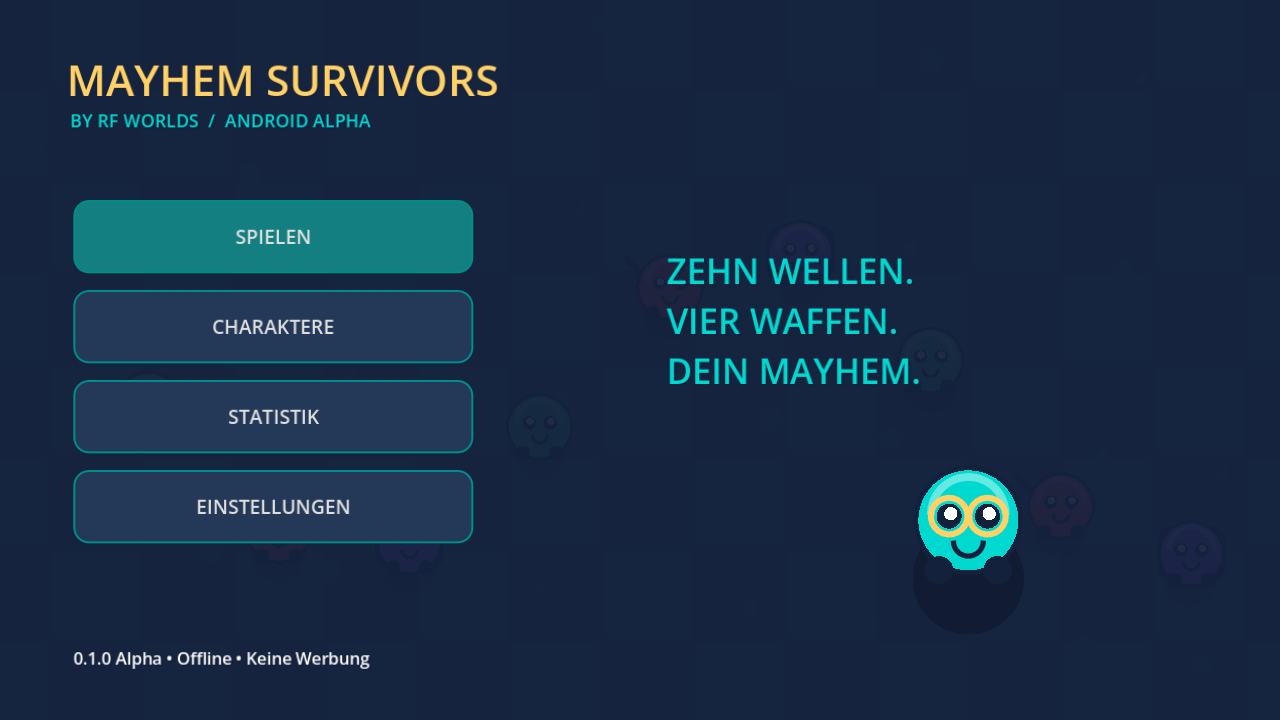 MAYHEM SURVIVORS
BY RF WORLDS / ANDROID ALPHA
SPIELEN
CHARAKTERE
STATISTIK
EINSTELLUNGEN
ZEHN WELLEN.
VIER WAFFEN.
DEIN MAYHEM.
0.1.0 Alpha • Offline • Keine Werbung